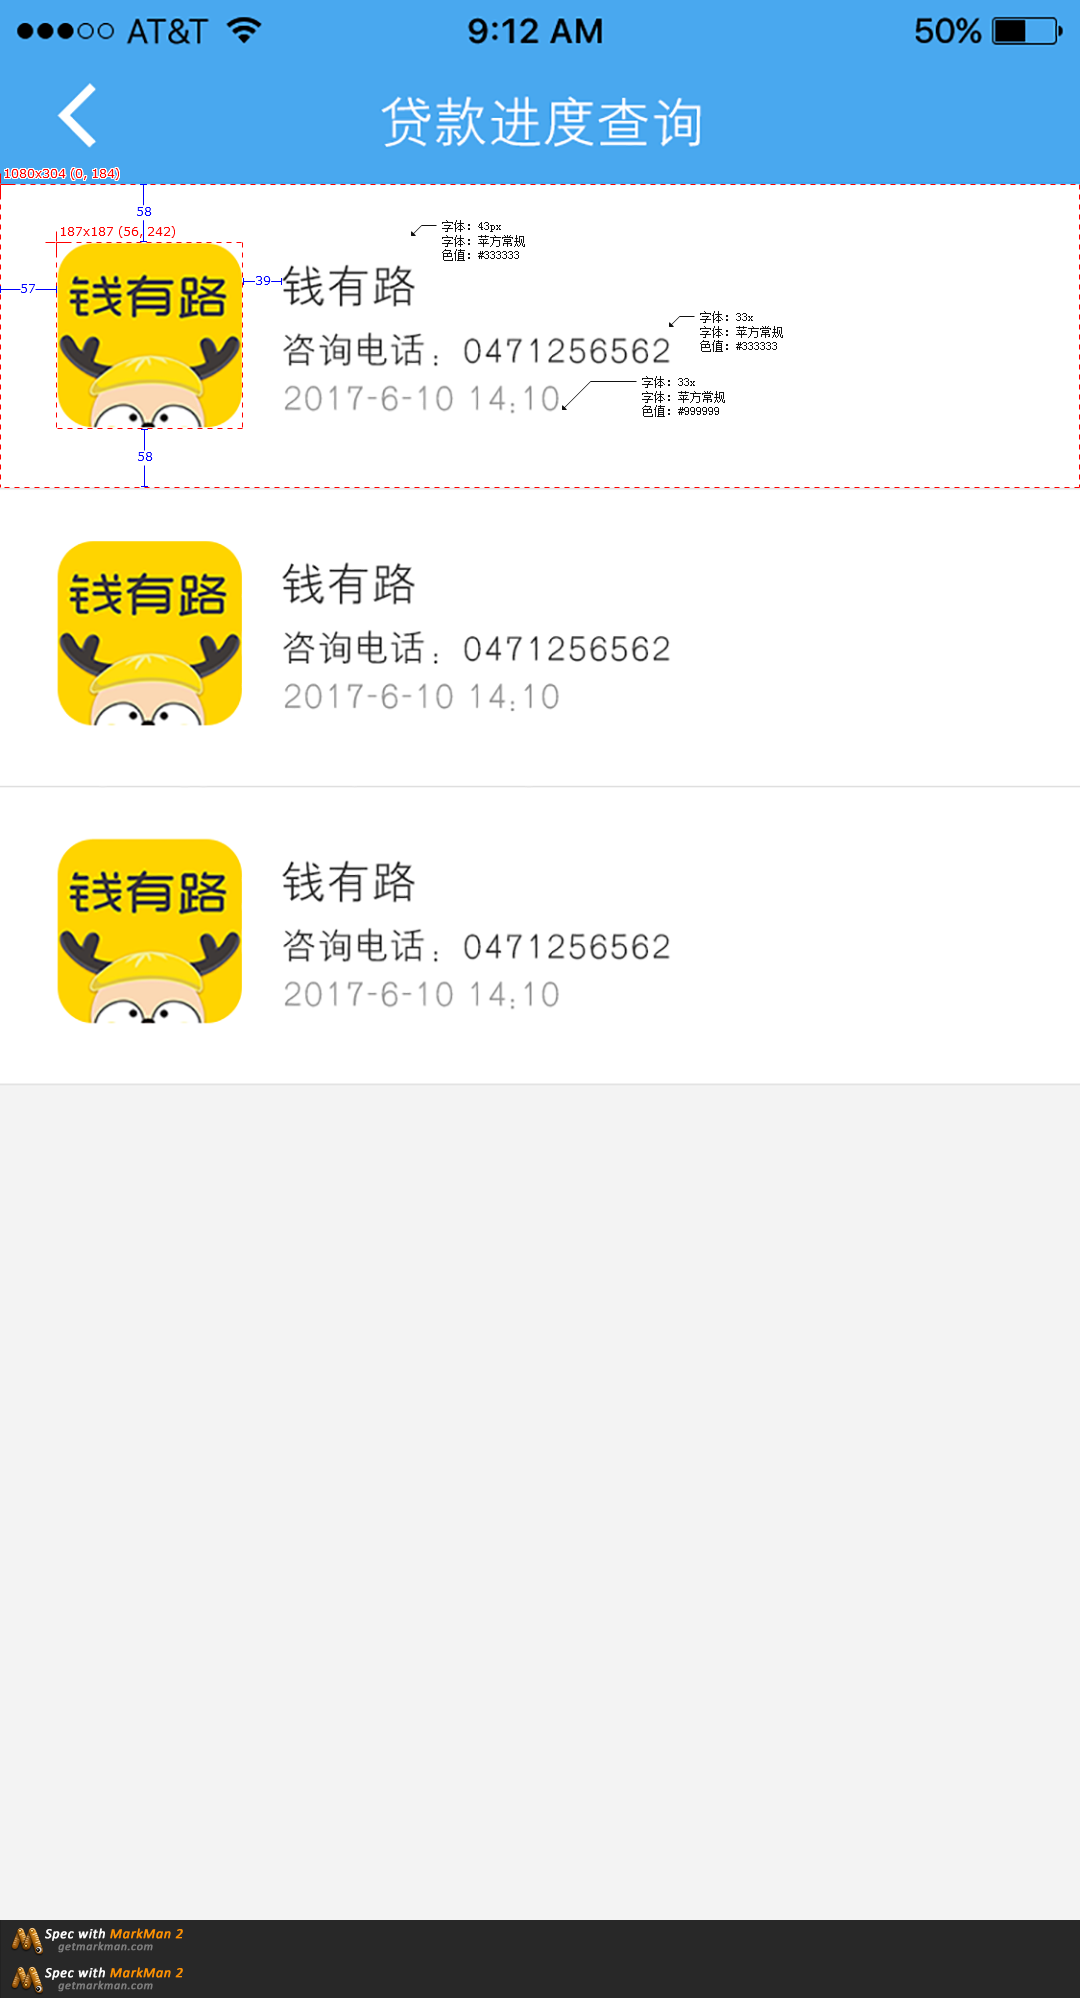 AT&T 9:12 AM 50%
贷款进度查询
1080x304 (0, 184)
58
187x187 (56, 242)
字体：43px
字体：苹方常规
色值：#333333
57
钱有路
39
钱有路
字体：33x
字体：苹方常规
色值：#333333
咨询电话：0471256562
字体：33x
字体：苹方常规
色值：#999999
2017-6-10 14:10
58
钱有路
钱有路
咨询电话：0471256562
2017-6-10 14:10
钱有路
钱有路
咨询电话：0471256562
2017-6-10 14:10
Spec with MarkMan 2
getmarkman.com
Spec with MarkMan 2
getmarkman.com